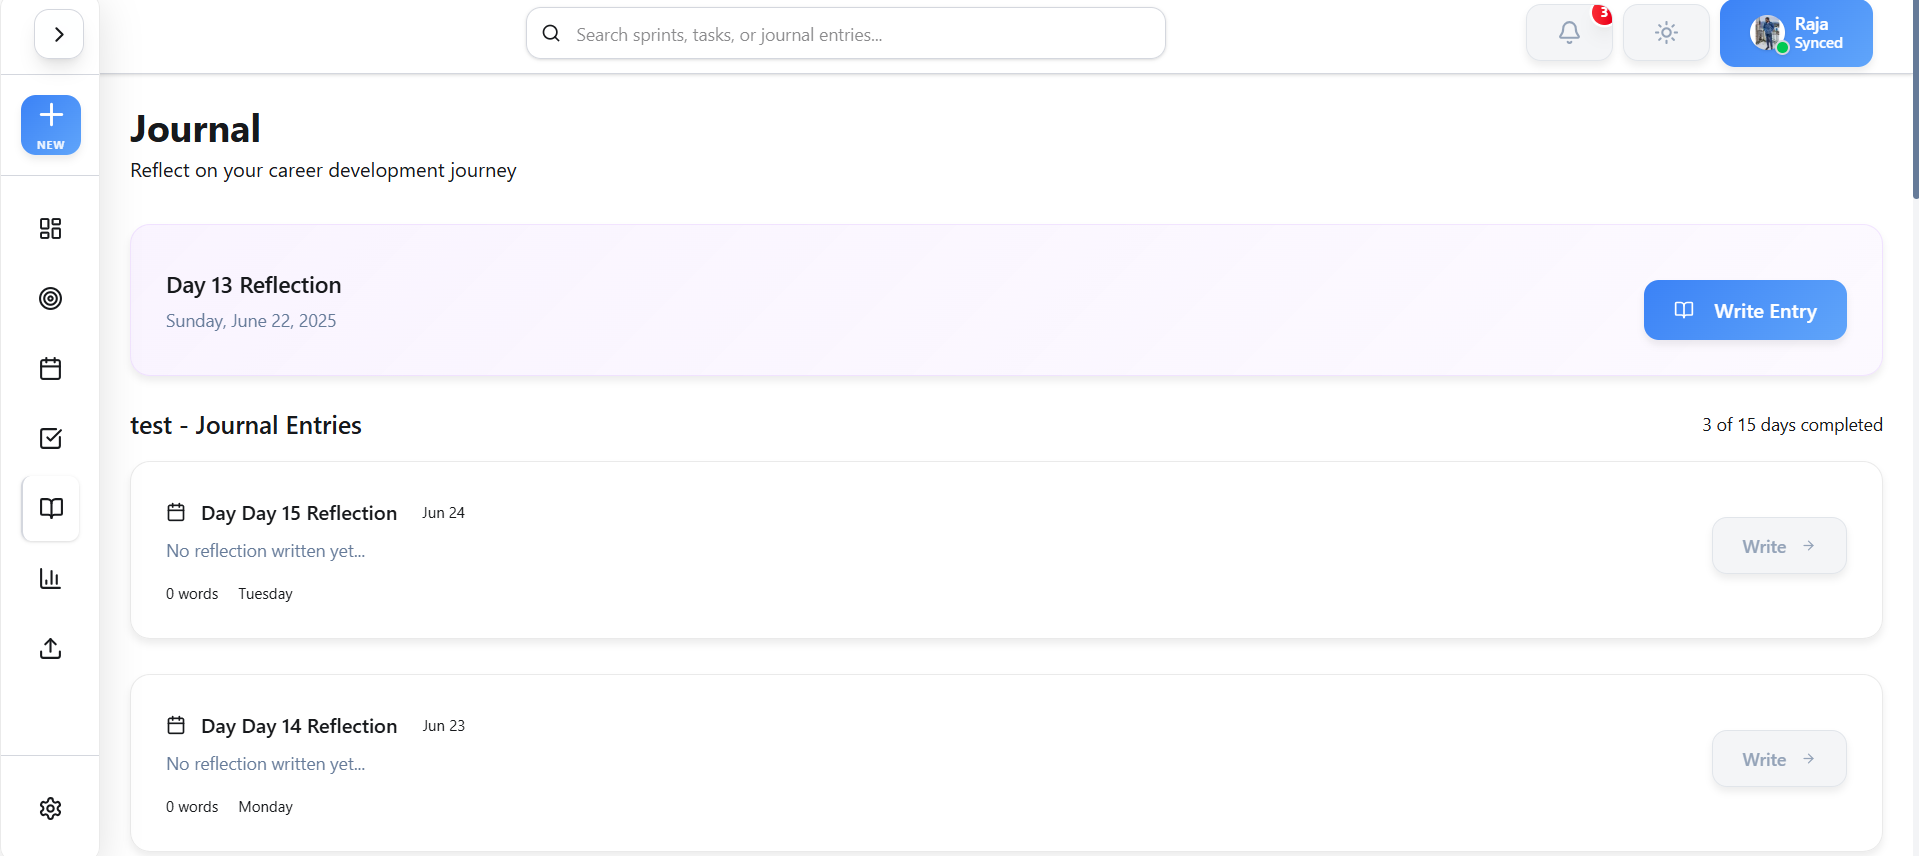 Search sprints, tasks, or journal entries...
3
Raja
Synced
NEW
Journal
Reflect on your career development journey
Day 13 Reflection
Sunday, June 22, 2025
Write Entry
test - Journal Entries
3 of 15 days completed
Day Day 15 Reflection Jun 24
No reflection written yet...
0 words Tuesday
Write
Day Day 14 Reflection Jun 23
No reflection written yet...
0 words Monday
Write